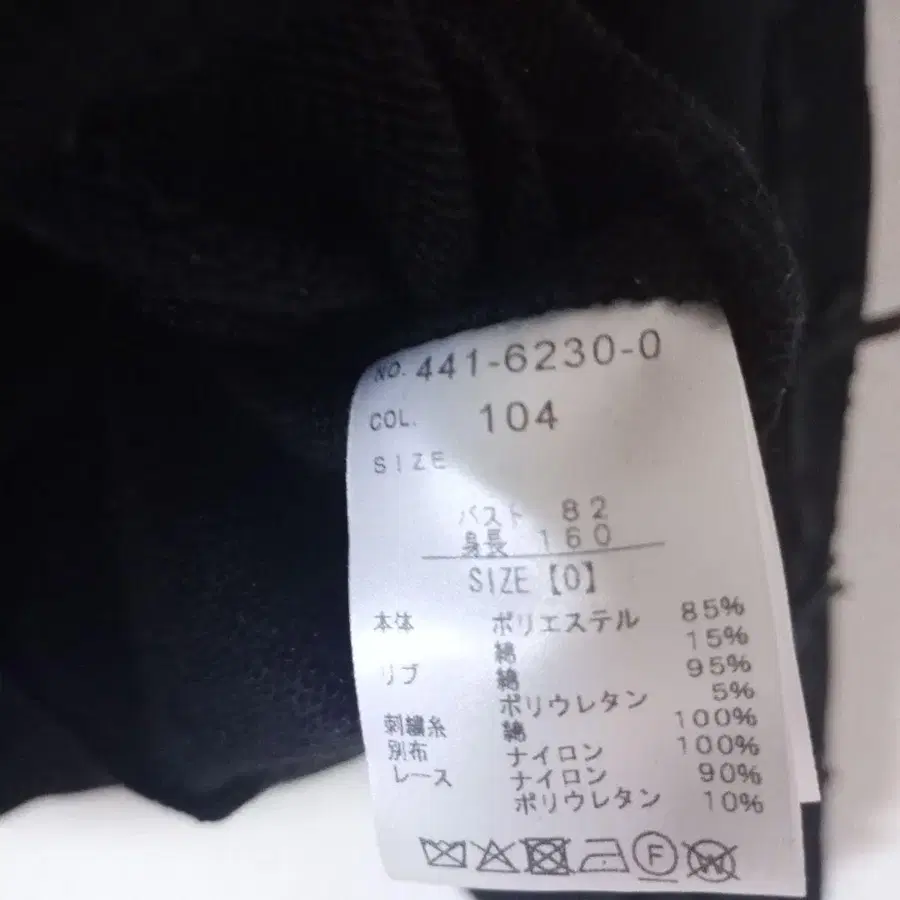 NO. 441-6230-0
COL. 104
SIZE
バスト 82
身長 160
SIZE【0】
本体 ポリエステル 85%
綿 15%
リブ 綿 95%
ポリウレタン 5%
刺繍糸 綿 100%
別布 ナイロン 100%
レース ナイロン 90%
ポリウレタン 10%
F W